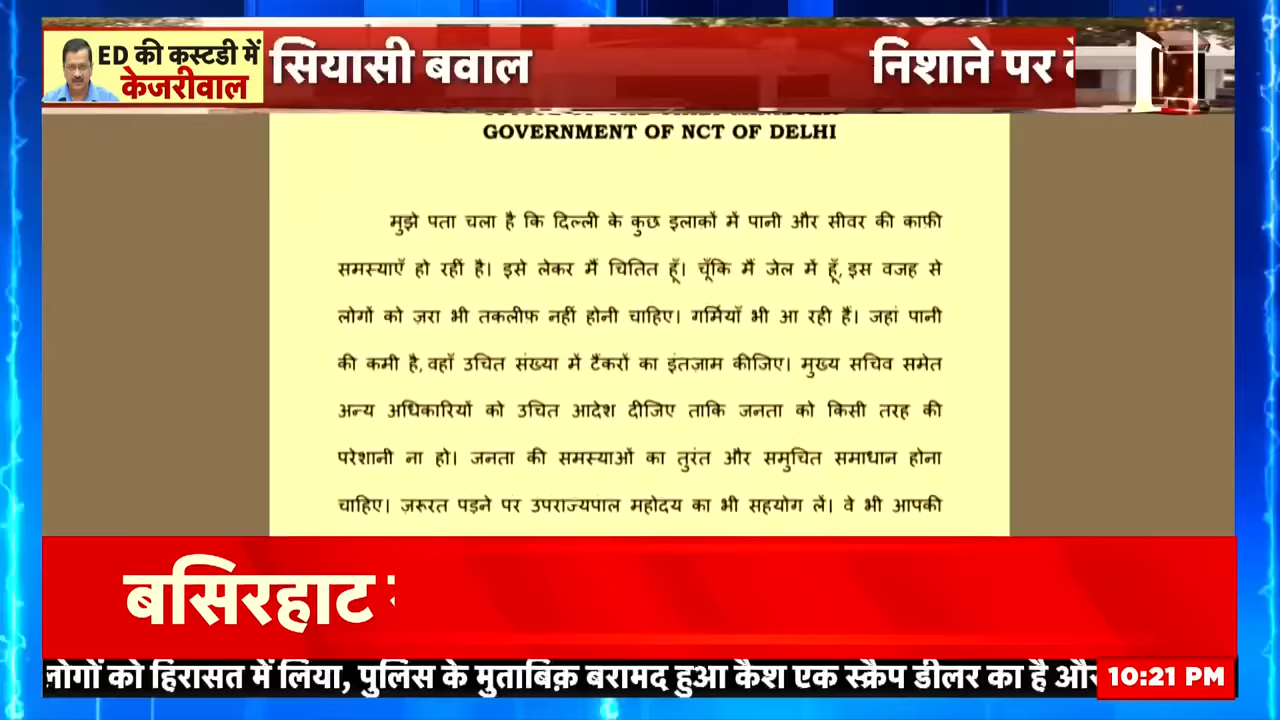 ED की कस्टडी में
केजरीवाल
सियासी बवाल
निशाने पर
GOVERNMENT OF NCT OF DELHI
मुझे पता चला है कि दिल्ली के कुछ इलाक़ों में पानी और सीवर की काफ़ी
समस्याएँ हो रहीं है। इसे लेकर मैं चिंतित हूँ। चूँकि मैं जेल में हूँ, इस वजह से
लोगों को ज़रा भी तकलीफ नहीं होनी चाहिए। गर्मियाँ भी आ रही हैं। जहां पानी
की कमी है, वहाँ उचित संख्या में टैंकरों का इंतज़ाम कीजिए। मुख्य सचिव समेत
अन्य अधिकारियों को उचित आदेश दीजिए ताकि जनता को किसी तरह की
परेशानी ना हो। जनता की समस्याओं का तुरंत और समुचित समाधान होना
चाहिए। ज़रूरत पड़ने पर उपराज्यपाल महोदय का भी सहयोग लें। वे भी आपकी
बसिरहाट
लोगों को हिरासत में लिया, पुलिस के मुताबिक़ बरामद हुआ कैश एक स्क्रैप डीलर का है और
10:21 PM